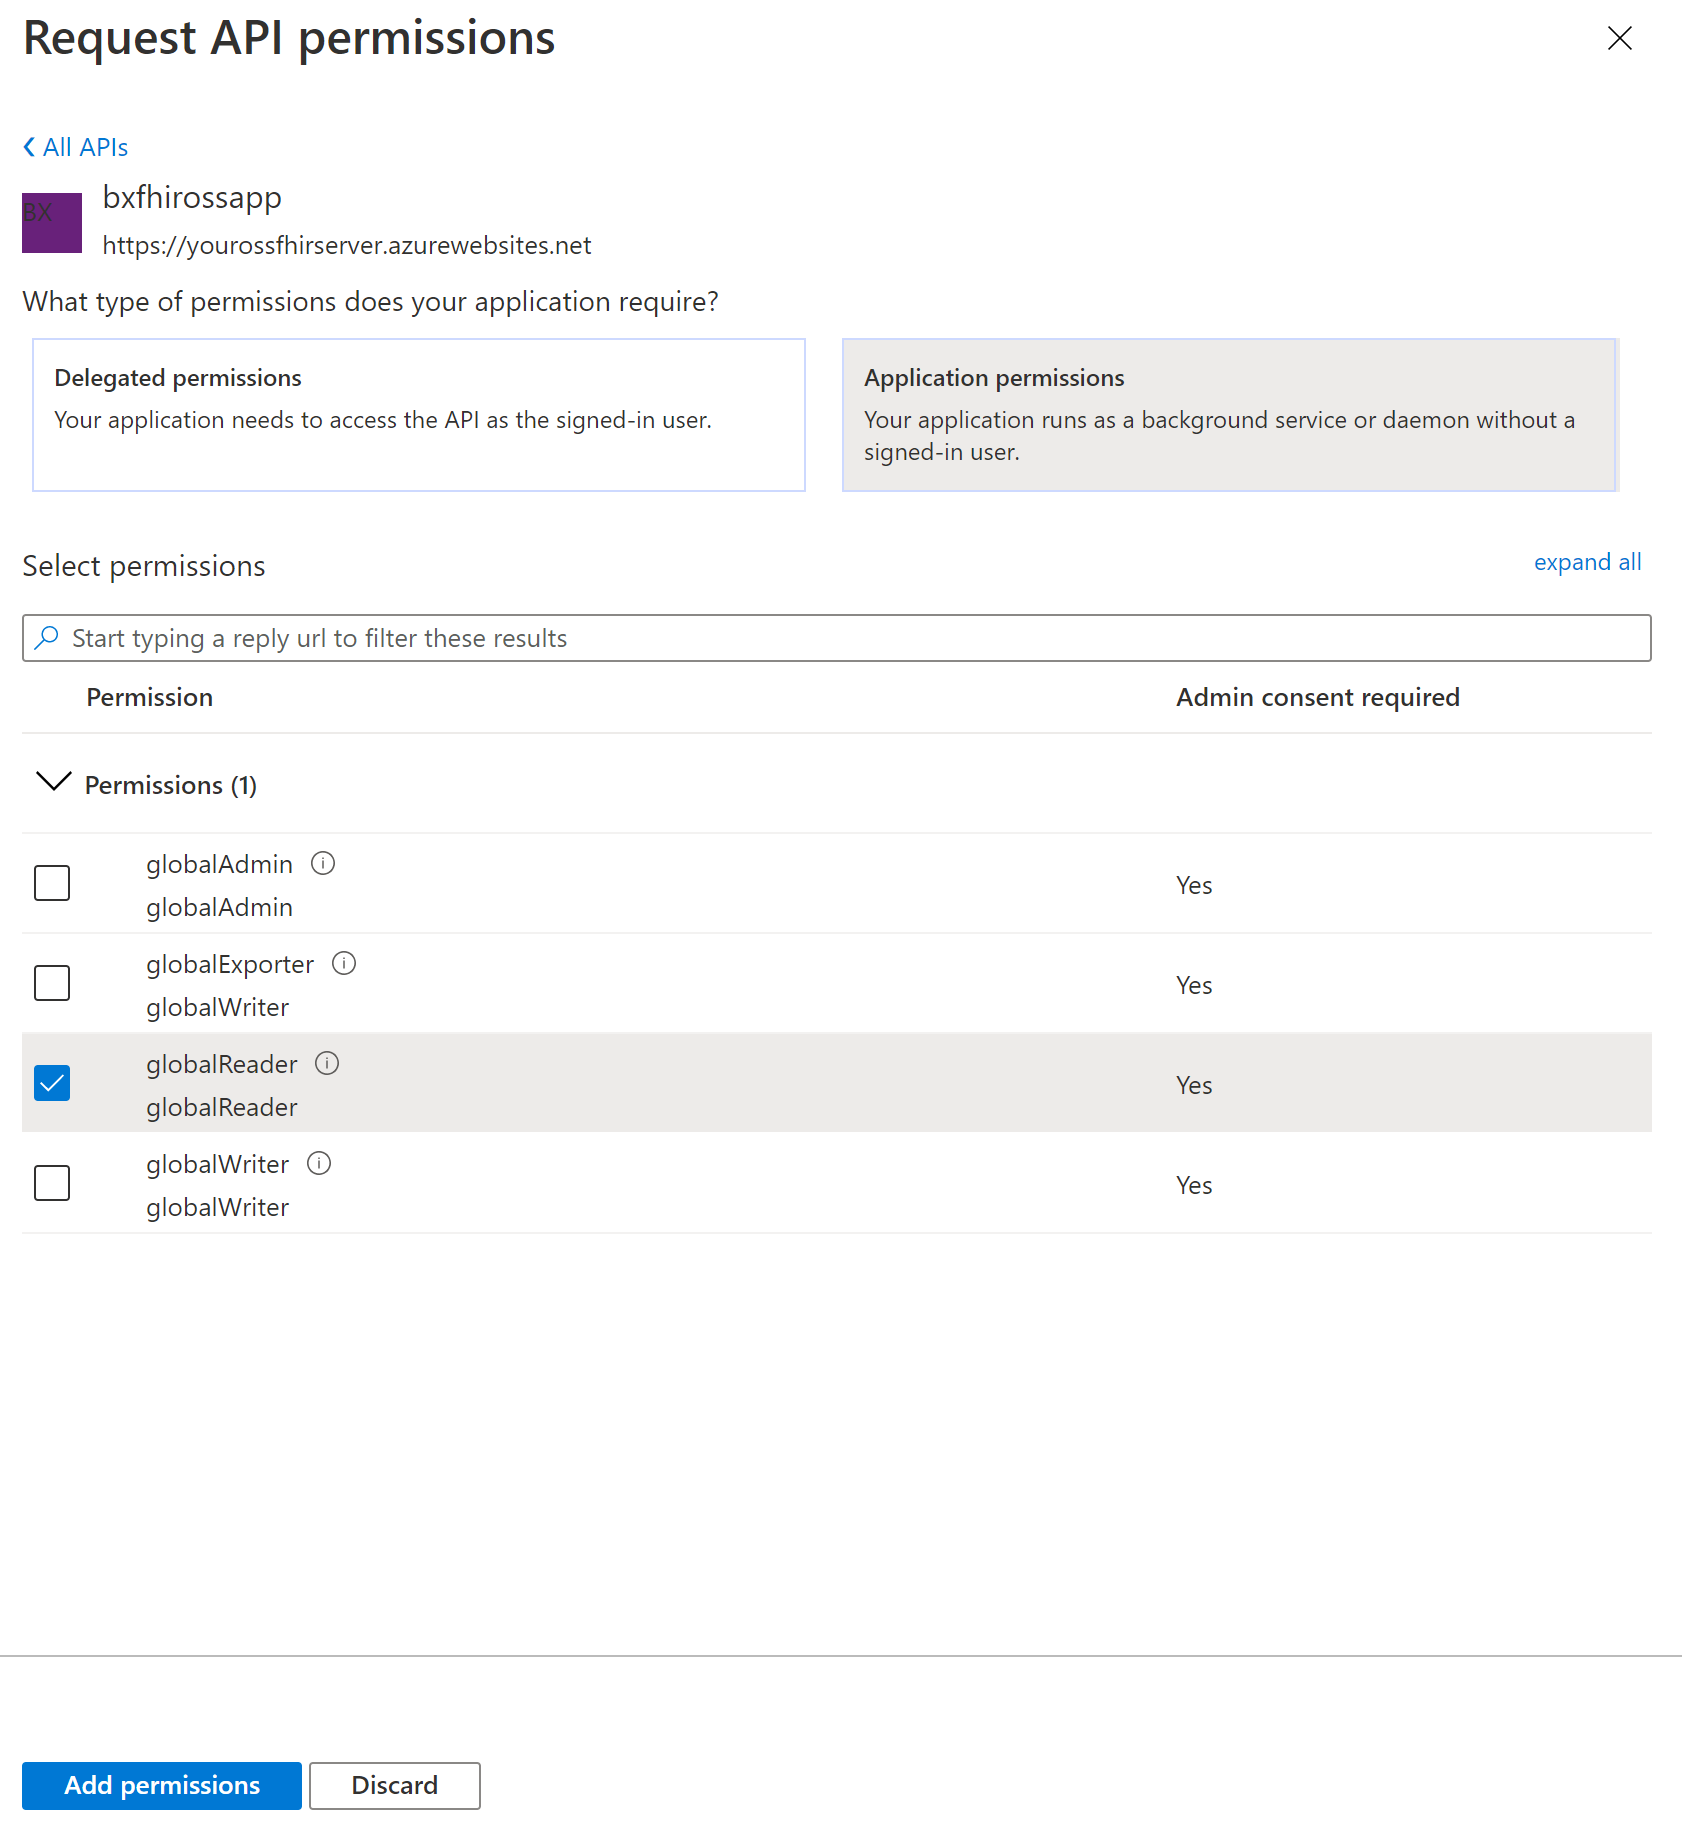 Request API permissions
All APIs
BX
bxfhirossapp
https://yourossfhirserver.azurewebsites.net
What type of permissions does your application require?
Delegated permissions
Your application needs to access the API as the signed-in user.
Application permissions
Your application runs as a background service or daemon without a
signed-in user.
Select permissions
expand all
Start typing a reply url to filter these results
Permission Admin consent required
Permissions (1)
globalAdmin
globalAdmin
Yes
globalExporter
globalWriter
Yes
globalReader
globalReader
Yes
globalWriter
globalWriter
Yes
Add permissions Discard